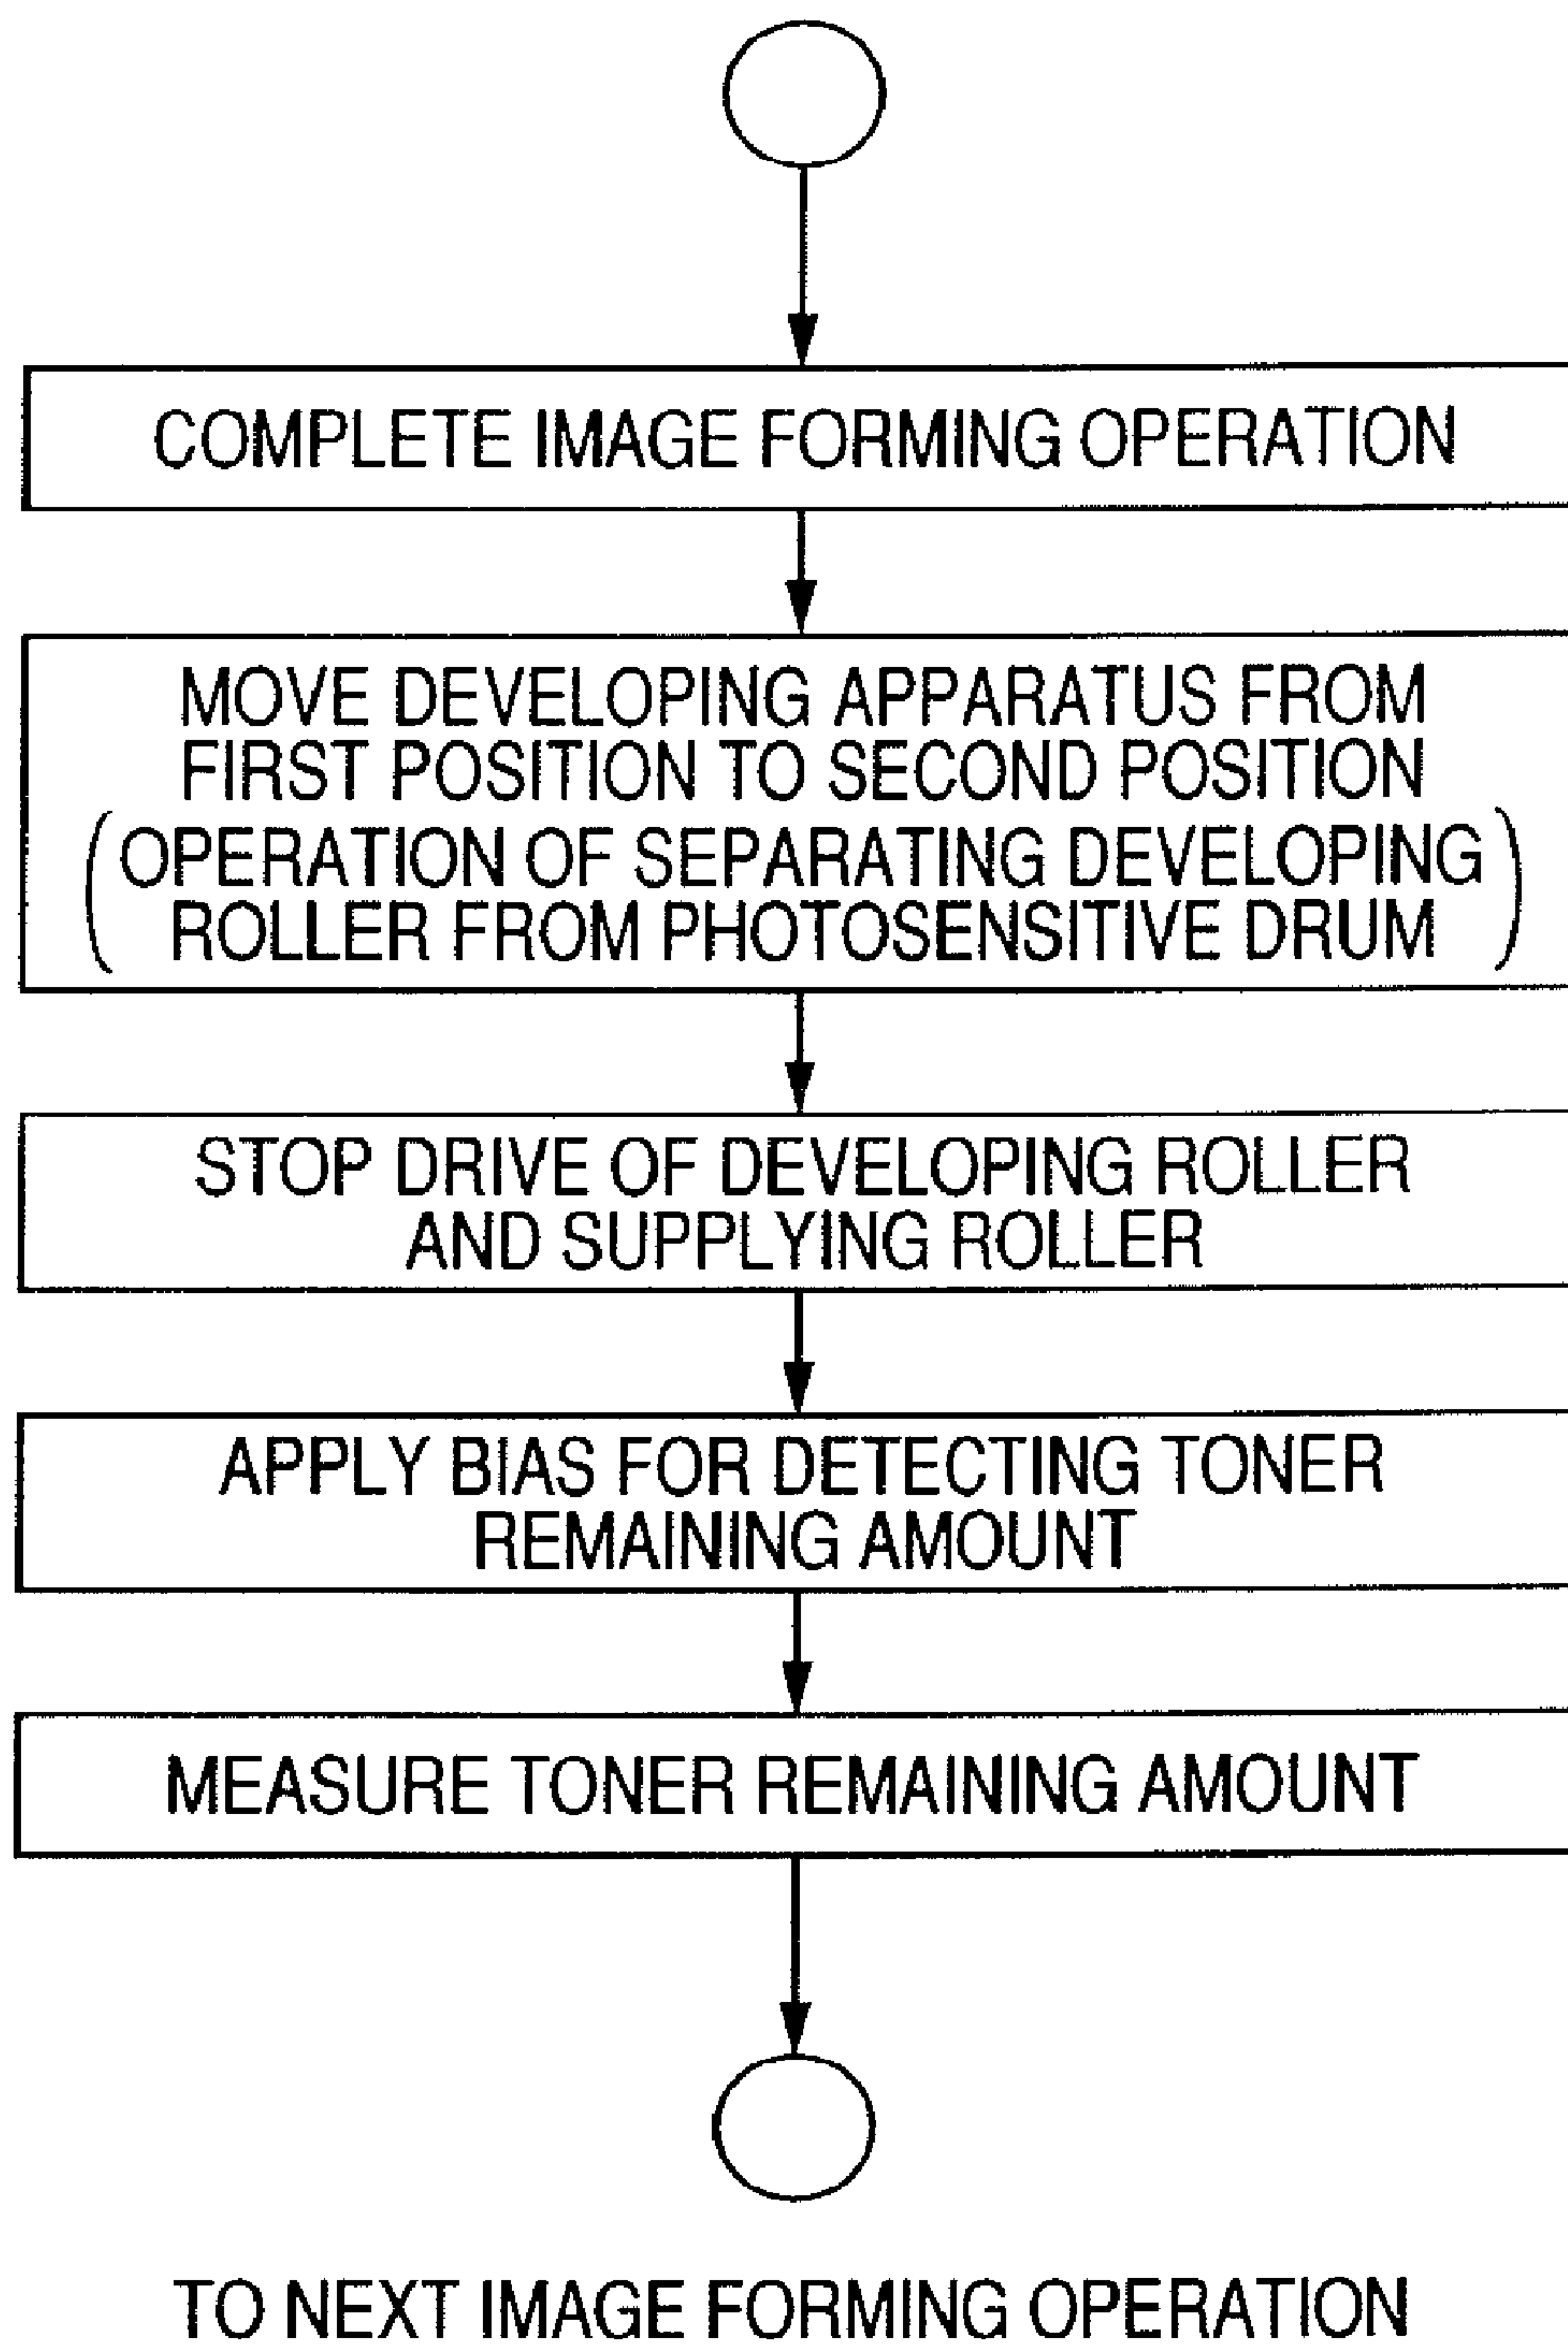 COMPLETE IMAGE FORMING OPERATION
MOVE DEVELOPING APPARATUS FROM
FIRST POSITION TO SECOND POSITION
(OPERATION OF SEPARATING DEVELOPING
ROLLER FROM PHOTOSENSITIVE DRUM)
STOP DRIVE OF DEVELOPING ROLLER
AND SUPPLYING ROLLER
APPLY BIAS FOR DETECTING TONER
REMAINING AMOUNT
MEASURE TONER REMAINING AMOUNT
TO NEXT IMAGE FORMING OPERATION